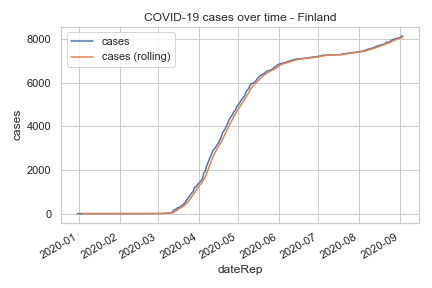 COVID-19 cases over time - Finland
cases
cases (rolling)
8000
6000
4000
2000
0
cases
2020-01
2020-02
2020-03
2020-04
2020-05
2020-06
2020-07
2020-08
2020-09
dateRep